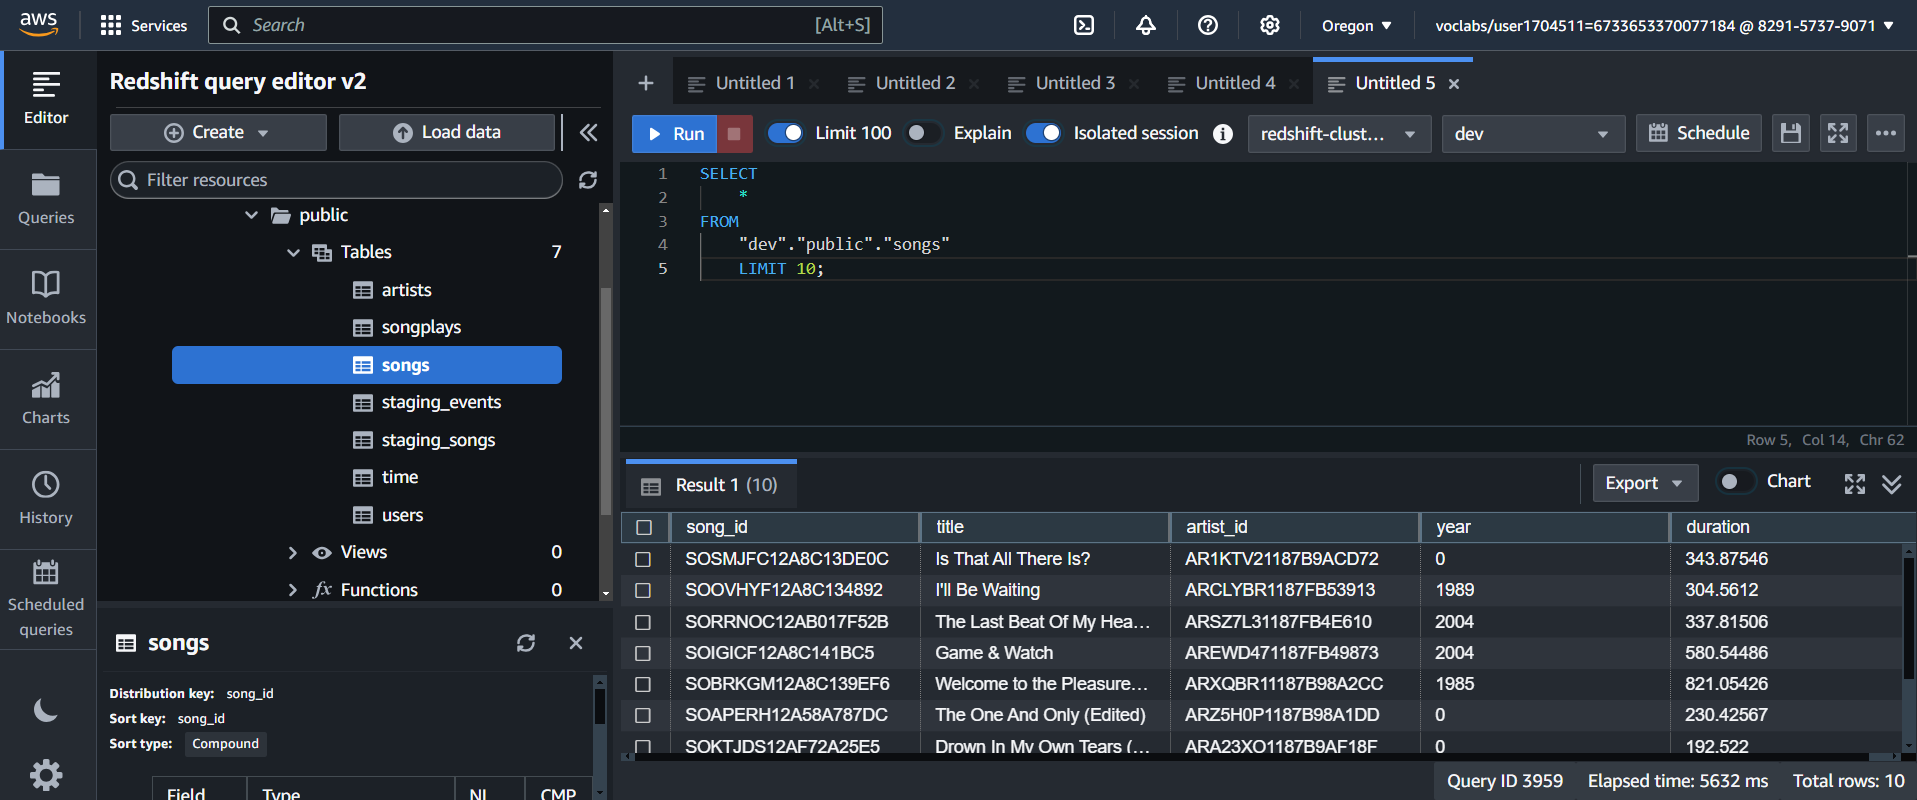 aws
Services
Search
[Alt+S]
Oregon
voclabs/user1704511=6733653370077184 @ 8291-5737-9071
Editor
Queries
Notebooks
Charts
History
Scheduled
queries
Redshift query editor v2
Create
Load data
Filter resources
public
Tables 7
artists
songplays
songs
staging_events
staging_songs
time
users
Views 0
fx Functions 0
songs
Distribution key: song_id
Sort key: song_id
Sort type: Compound
Field Type NL CMP
Untitled 1
Untitled 2
Untitled 3
Untitled 4
Untitled 5
Run
Limit 100
Explain
Isolated session
redshift-clust...
dev
Schedule
1 SELECT
2 *
3 FROM
4 "dev"."public"."songs"
5 LIMIT 10;
Row 5, Col 14, Chr 62
Result 1 (10)
Export
Chart
song_id title artist_id year duration
SOSMJFC12A8C13DE0C Is That All There Is? AR1KTV21187B9ACD72 0 343.87546
SOOVHYF12A8C134892 I'll Be Waiting ARCLYBR1187FB53913 1989 304.5612
SORRNOC12AB017F52B The Last Beat Of My Hea... ARSZ7L31187FB4E610 2004 337.81506
SOIGICF12A8C141BC5 Game & Watch AREWD471187FB49873 2004 580.54486
SOBRKGM12A8C139EF6 Welcome to the Pleasure... ARXQBR11187B98A2CC 1985 821.05426
SOAPERH12A58A787DC The One And Only (Edited) ARZ5H0P1187B98A1DD 0 230.42567
SOKTJDS12AF72A25E5 Drown In My Own Tears (... ARA23XO1187B9AF18F 0 192.522
Query ID 3959 Elapsed time: 5632 ms Total rows: 10